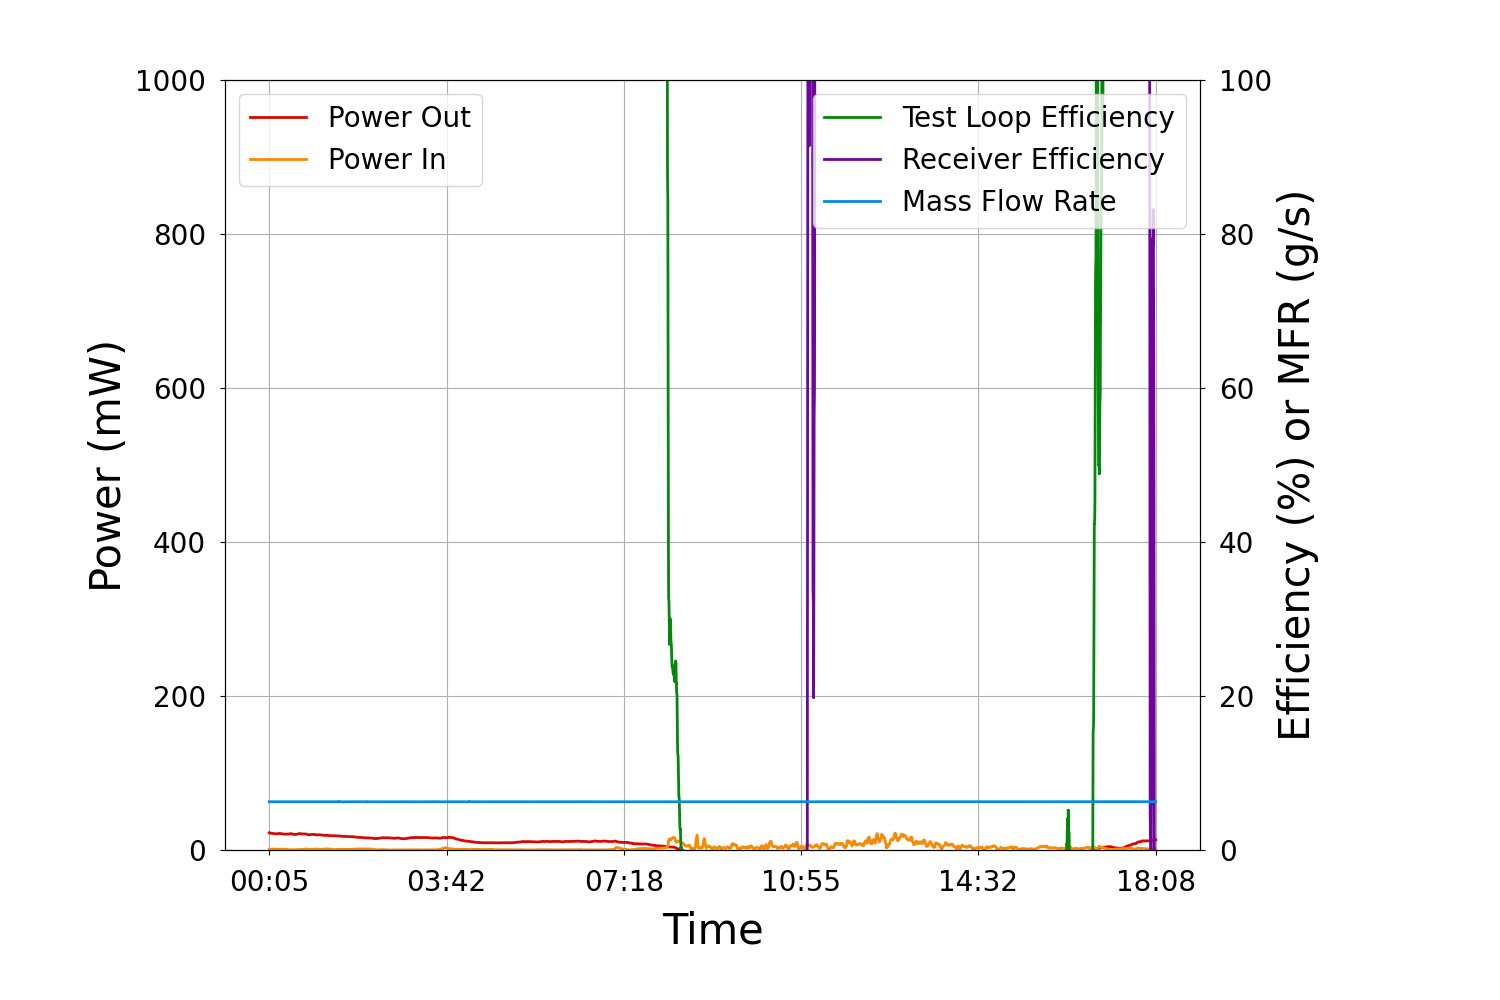 Power Out
Power In
Test Loop Efficiency
Receiver Efficiency
Mass Flow Rate
1000
800
600
400
200
0
100
80
60
40
20
0
Power (mW)
Efficiency (%) or MFR (g/s)
00:05 03:42 07:18 10:55 14:32 18:08
Time